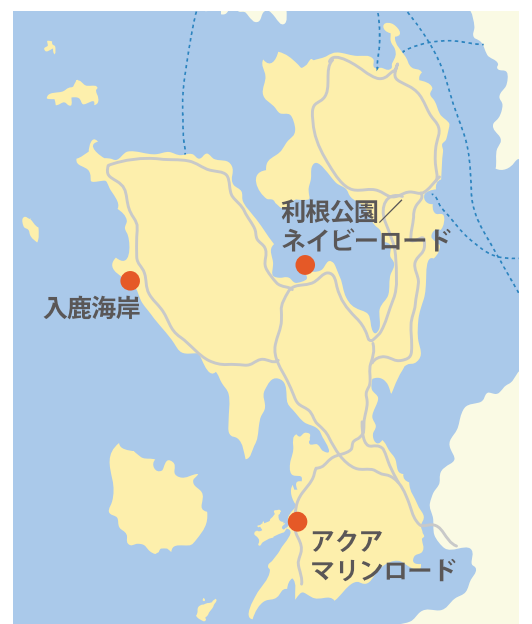 利根公園／
ネイビーロード
入鹿海岸
アクア
マリンロード